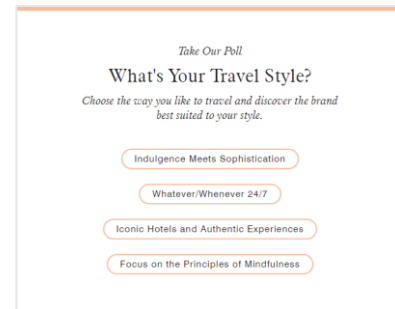 Take Our Poll
What's Your Travel Style?
Choose the way you like to travel and discover the brand
best suited to your style.
Indulgence Meets Sophistication
Whatever/Whenever 24/7
Iconic Hotels and Authentic Experiences
Focus on the Principles of Mindfulness